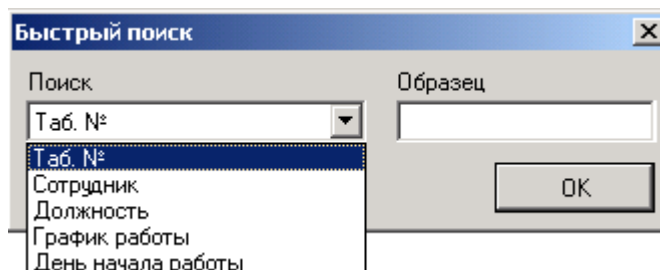 Быстрый поиск
Поиск Образец
Таб. №
Таб. №
Сотрудник
OK
Должность
График работы
День начала работы